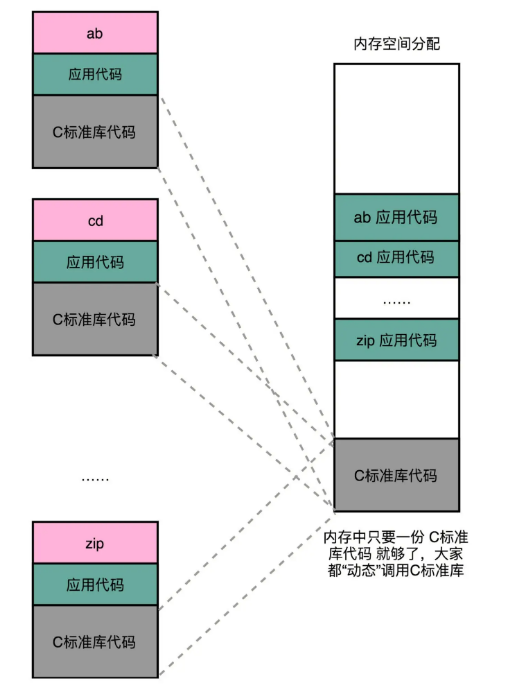 ab
应用代码
C标准库代码
cd
应用代码
C标准库代码
……
zip
应用代码
C标准库代码
内存空间分配
ab 应用代码
cd 应用代码
……
zip 应用代码
C标准库代码
内存中只要一份 C标准
库代码 就够了，大家
都“动态”调用C标准库